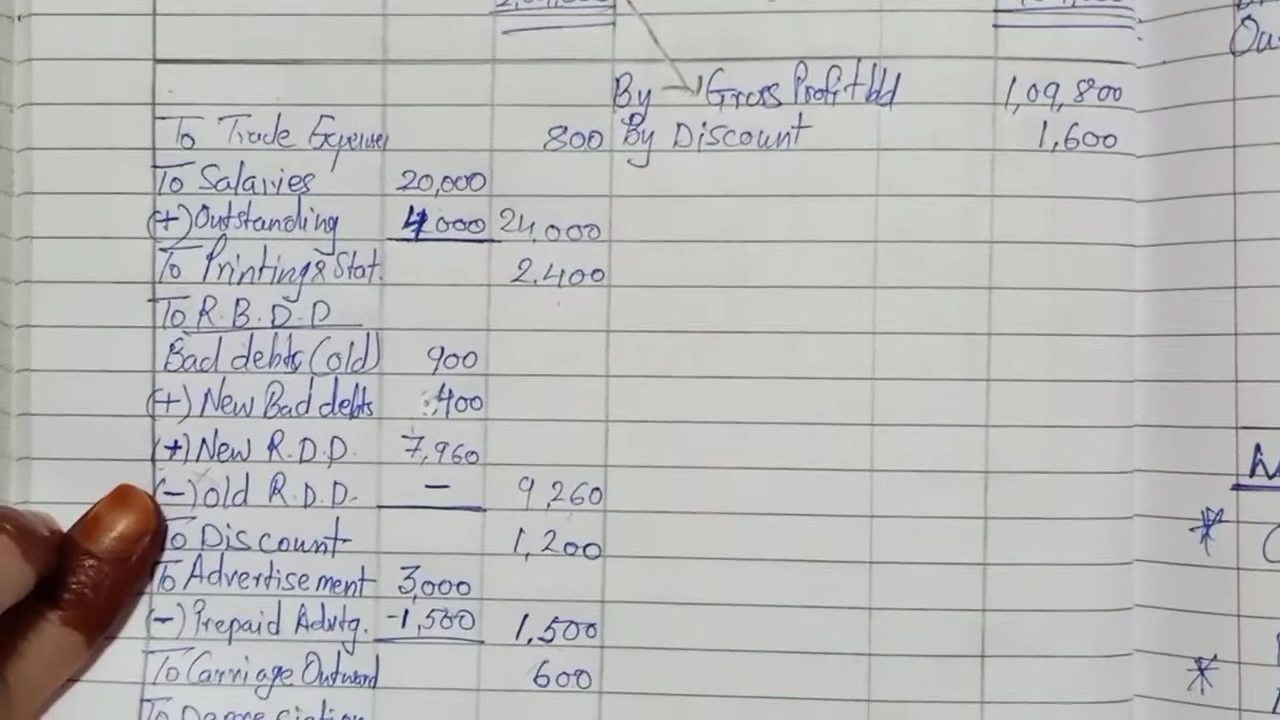 By Gross Profit b/d 1,09,800
To Trade Expenses 800 By Discount 1,600
To Salaries 20,000
(+) Outstanding 4000 24,000
To Printing & Stat. 2,400
To R.B.D.D
Bad debts (old) 900
(+) New Bad debts 400
(+) New R.D.D. 7,960
(-) old R.D.D. - 9,260
To Discount 1,200
To Advertisement 3,000
(-) Prepaid Advtg. -1,500 1,500
To Carriage Outward 600